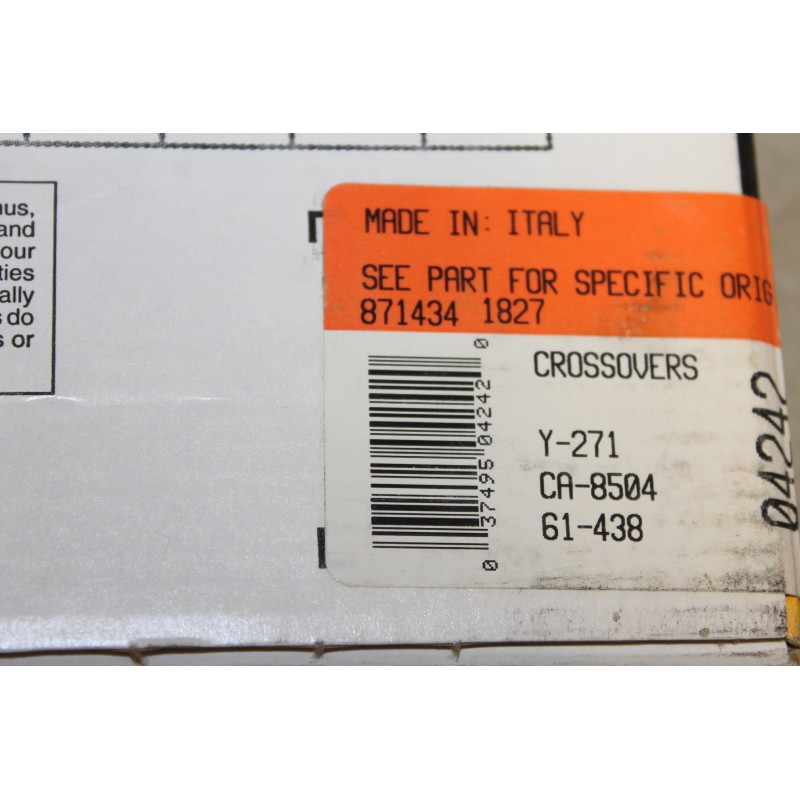 nus,
and
our
ties
ally
s do
s or
MADE IN: ITALY
SEE PART FOR SPECIFIC ORIG
871434 1827
CROSSOVERS
Y-271
CA-8504
61-438
0 37495 04242 0
04242